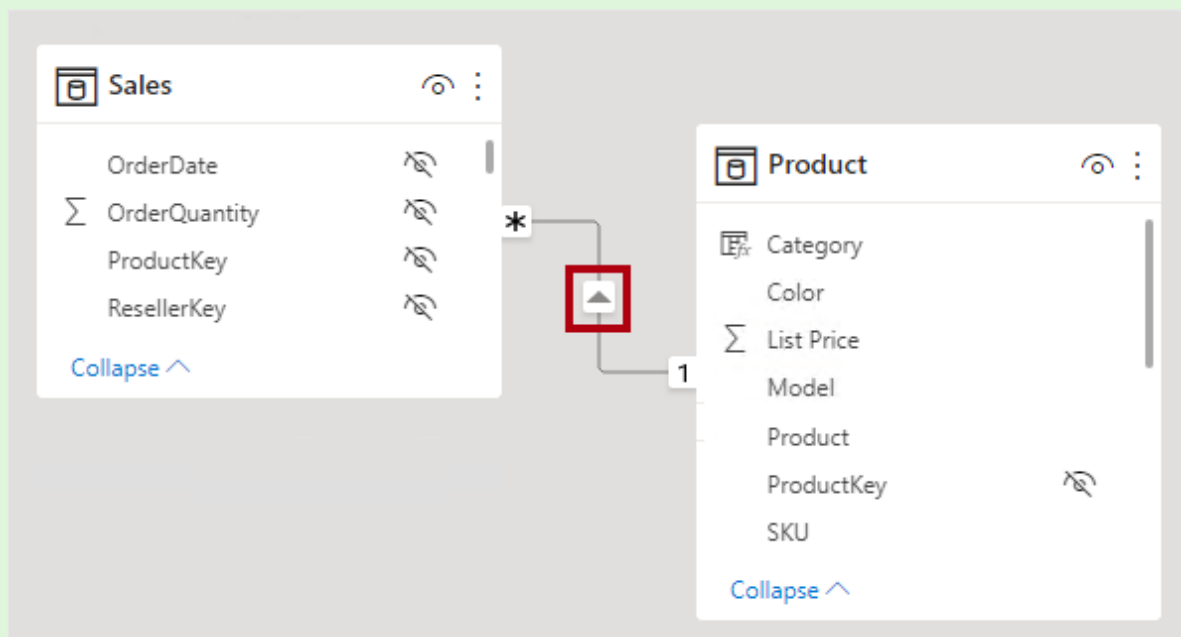 Sales
OrderDate
∑ OrderQuantity
ProductKey
ResellerKey
Collapse
*
1
Product
Category
Color
∑ List Price
Model
Product
ProductKey
SKU
Collapse